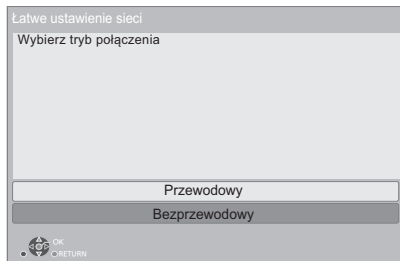 Łatwe ustawienie sieci
Wybierz tryb połączenia
Przewodowy
Bezprzewodowy
OK
RETURN